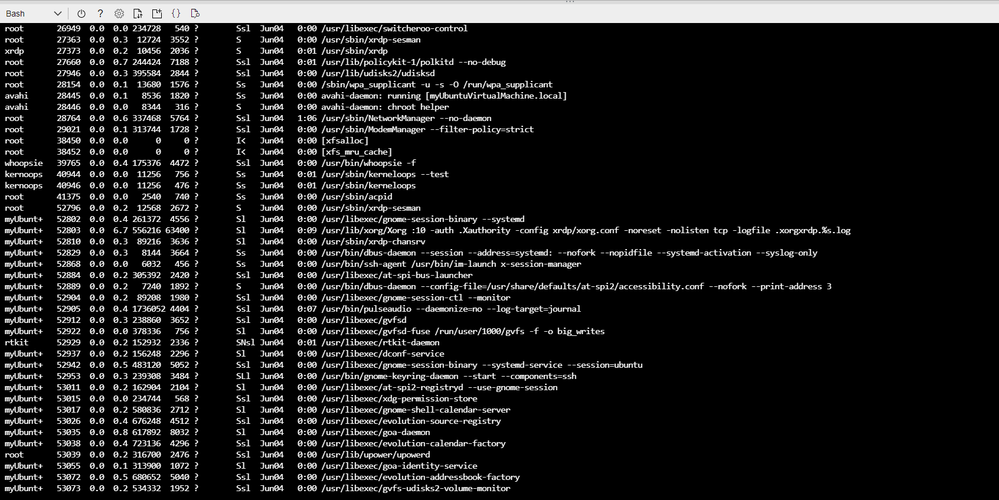 Bash
root 26949 0.0 0.0 234728 540 ? Ssl Jun04 0:00 /usr/libexec/switcheroo-control
root 27363 0.0 0.3 12724 3552 ? S Jun04 0:00 /usr/sbin/xrdp-sesman
xrdp 27373 0.0 0.2 10456 2036 ? S Jun04 0:01 /usr/sbin/xrdp
root 27660 0.0 0.7 244424 7188 ? Ssl Jun04 0:01 /usr/lib/policykit-1/polkitd --no-debug
root 27946 0.0 0.3 395584 2844 ? Ssl Jun04 0:00 /usr/lib/udisks2/udisksd
root 28154 0.0 0.1 13680 1576 ? Ss Jun04 0:00 /sbin/wpa_supplicant -u -s -O /run/wpa_supplicant
avahi 28445 0.0 0.1 8536 1820 ? Ss Jun04 0:00 avahi-daemon: running [myUbuntuVirtualMachine.local]
avahi 28446 0.0 0.0 8344 316 ? S Jun04 0:00 avahi-daemon: chroot helper
root 28764 0.0 0.6 337468 5764 ? Ssl Jun04 1:06 /usr/sbin/NetworkManager --no-daemon
root 29021 0.0 0.1 313744 1728 ? Ssl Jun04 0:00 /usr/sbin/ModemManager --filter-policy=strict
root 38450 0.0 0.0 0 0 ? I< Jun04 0:00 [xfsalloc]
root 38452 0.0 0.0 0 0 ? I< Jun04 0:00 [xfs_mru_cache]
whoopsie 39765 0.0 0.4 175376 4472 ? Ssl Jun04 0:00 /usr/bin/whoopsie -f
kernoops 40944 0.0 0.0 11256 756 ? Ss Jun04 0:01 /usr/sbin/kerneloops --test
kernoops 40946 0.0 0.0 11256 476 ? Ss Jun04 0:01 /usr/sbin/kerneloops
root 41375 0.0 0.0 2540 740 ? Ss Jun04 0:00 /usr/sbin/acpid
root 52796 0.0 0.2 12568 2672 ? S Jun04 0:00 /usr/sbin/xrdp-sesman
myUbunt+ 52802 0.0 0.4 261372 4556 ? Sl Jun04 0:00 /usr/libexec/gnome-session-binary --systemd
myUbunt+ 52803 0.0 6.7 556216 63400 ? Sl Jun04 0:09 /usr/lib/xorg/Xorg :10 -auth .Xauthority -config xrdp/xorg.conf -noreset -nolisten tcp -logfile .xorgxrdp.%s.log
myUbunt+ 52810 0.0 0.3 89216 3636 ? Sl Jun04 0:00 /usr/sbin/xrdp-chansrv
myUbunt+ 52829 0.0 0.3 8144 3664 ? Ss Jun04 0:00 /usr/bin/dbus-daemon --session --address=systemd: --nofork --nopidfile --systemd-activation --syslog-only
myUbunt+ 52868 0.0 0.0 6032 456 ? Ss Jun04 0:00 /usr/bin/ssh-agent /usr/bin/im-launch x-session-manager
myUbunt+ 52884 0.0 0.2 305392 2420 ? Ssl Jun04 0:00 /usr/libexec/at-spi-bus-launcher
myUbunt+ 52889 0.0 0.2 7240 1892 ? S Jun04 0:00 /usr/bin/dbus-daemon --config-file=/usr/share/defaults/at-spi2/accessibility.conf --nofork --print-address 3
myUbunt+ 52904 0.0 0.2 89208 1980 ? Ssl Jun04 0:00 /usr/libexec/gnome-session-ctl --monitor
myUbunt+ 52905 0.0 0.4 1736052 4404 ? Ssl Jun04 0:07 /usr/bin/pulseaudio --daemonize=no --log-target=journal
myUbunt+ 52912 0.0 0.3 238860 3652 ? Ssl Jun04 0:00 /usr/libexec/gvfsd
myUbunt+ 52922 0.0 0.0 378336 756 ? Sl Jun04 0:00 /usr/libexec/gvfsd-fuse /run/user/1000/gvfs -f -o big_writes
rtkit 52929 0.0 0.2 152932 2336 ? SNsl Jun04 0:01 /usr/libexec/rtkit-daemon
myUbunt+ 52937 0.0 0.2 156248 2296 ? Sl Jun04 0:00 /usr/libexec/dconf-service
myUbunt+ 52942 0.0 0.5 483120 5052 ? Ssl Jun04 0:00 /usr/libexec/gnome-session-binary --systemd-service --session=ubuntu
myUbunt+ 52953 0.0 0.3 239308 3484 ? SLl Jun04 0:00 /usr/bin/gnome-keyring-daemon --start --components=ssh
myUbunt+ 53011 0.0 0.2 162904 2104 ? Sl Jun04 0:00 /usr/libexec/at-spi2-registryd --use-gnome-session
myUbunt+ 53015 0.0 0.0 234744 568 ? Ssl Jun04 0:00 /usr/libexec/xdg-permission-store
myUbunt+ 53017 0.0 0.2 580836 2712 ? Sl Jun04 0:00 /usr/libexec/gnome-shell-calendar-server
myUbunt+ 53026 0.0 0.4 676248 4512 ? Ssl Jun04 0:00 /usr/libexec/evolution-source-registry
myUbunt+ 53035 0.0 0.8 617892 8032 ? Sl Jun04 0:00 /usr/libexec/goa-daemon
myUbunt+ 53038 0.0 0.4 723136 4296 ? Ssl Jun04 0:00 /usr/libexec/evolution-calendar-factory
root 53039 0.0 0.2 316700 2476 ? Ssl Jun04 0:00 /usr/lib/upower/upowerd
myUbunt+ 53055 0.0 0.1 313900 1072 ? Sl Jun04 0:00 /usr/libexec/goa-identity-service
myUbunt+ 53072 0.0 0.5 680652 5040 ? Ssl Jun04 0:00 /usr/libexec/evolution-addressbook-factory
myUbunt+ 53073 0.0 0.2 534332 1952 ? Ssl Jun04 0:00 /usr/libexec/gvfs-udisks2-volume-monitor